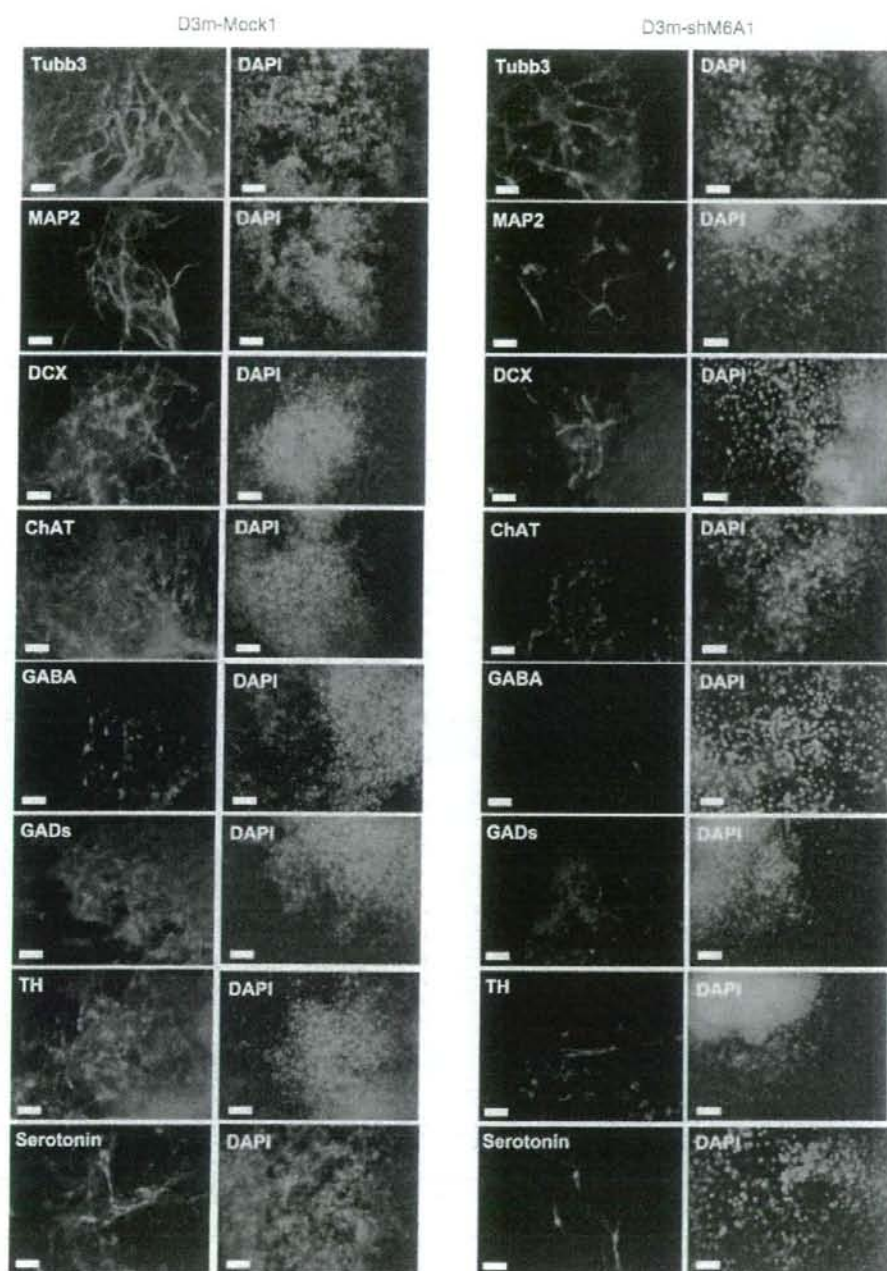 D3m-Mock1 D3m-shM6A1
Tubb3 DAPI Tubb3 DAPI
MAP2 DAPI MAP2 DAPI
DCX DAPI DCX DAPI
ChAT DAPI ChAT DAPI
GABA DAPI GABA DAPI
GADs DAPI GADs DAPI
TH DAPI TH DAPI
Serotonin DAPI Serotonin DAPI